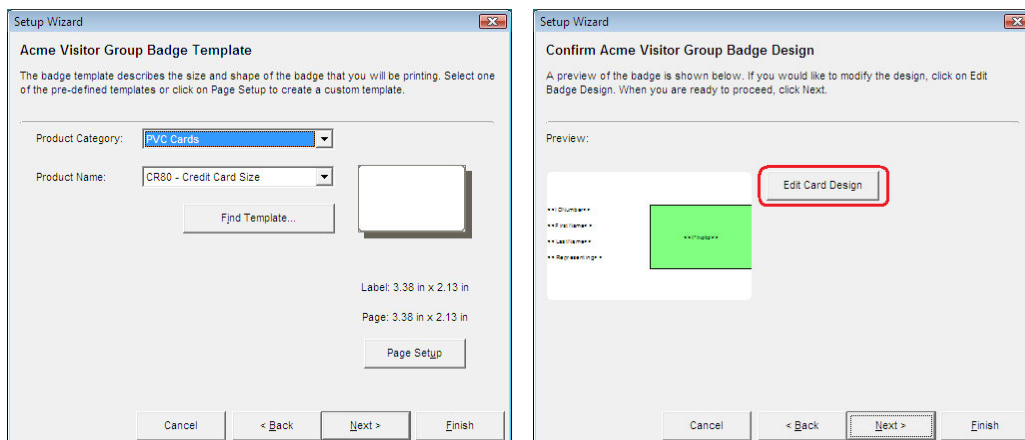 Setup Wizard
Acme Visitor Group Badge Template
The badge template describes the size and shape of the badge that you will be printing. Select one
of the pre-defined templates or click on Page Setup to create a custom template.
Product Category:
PVC Cards
Product Name:
CR80 - Credit Card Size
Find Template...
Label: 3.38 in x 2.13 in
Page: 3.38 in x 2.13 in
Page Setup
Cancel
< Back
Next >
Finish
Setup Wizard
Confirm Acme Visitor Group Badge Design
A preview of the badge is shown below. If you would like to modify the design, click on Edit
Badge Design. When you are ready to proceed, click Next.
Preview:
Edit Card Design
**IDNumber**
**FirstName**
**LastName**
**Representing**
**Photo**
Cancel
< Back
Next >
Finish